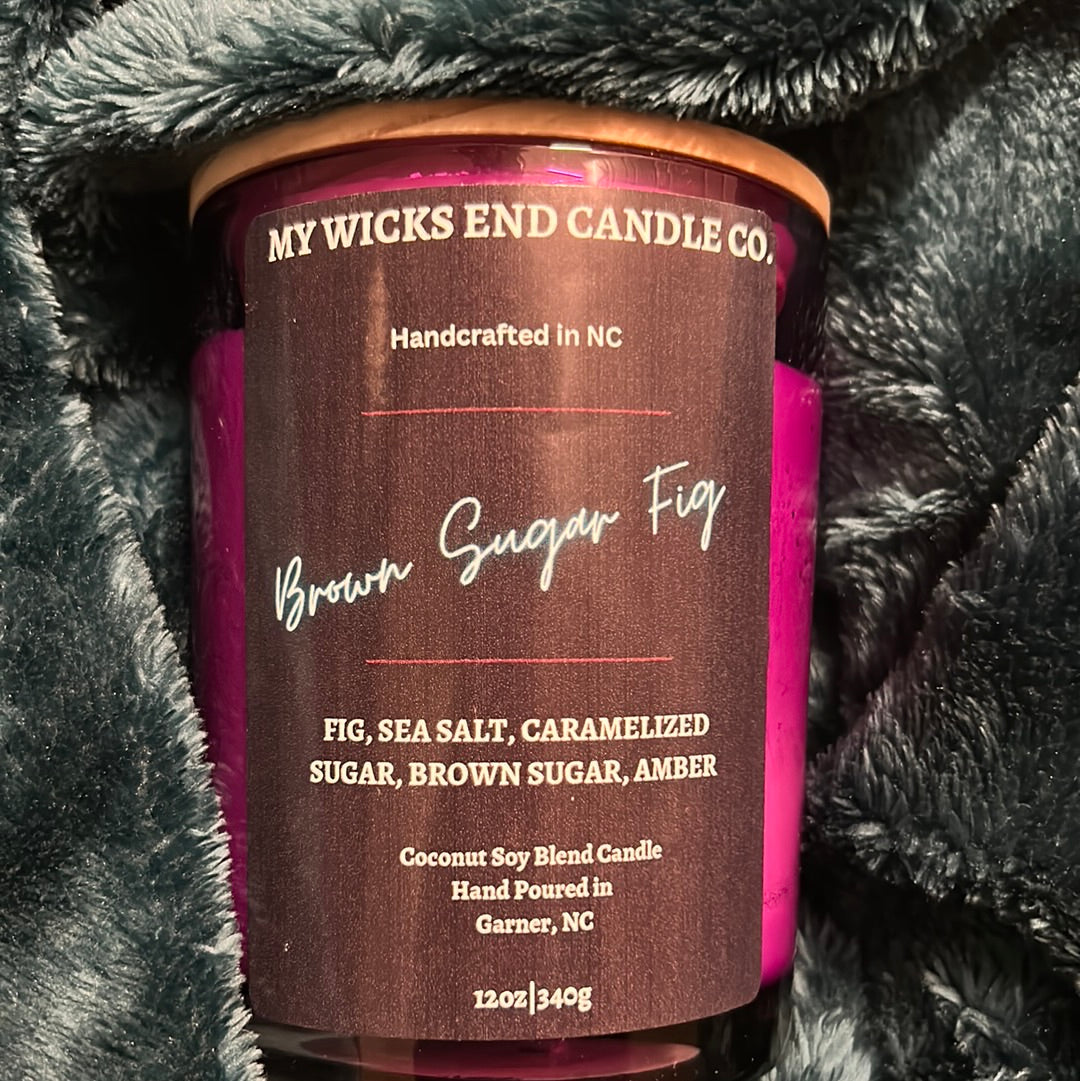 MY WICKS END CANDLE CO.
Handcrafted in NC
Brown Sugar Fig
FIG, SEA SALT, CARAMELIZED
SUGAR, BROWN SUGAR, AMBER
Coconut Soy Blend Candle
Hand Poured in
Garner, NC
12oz|340g